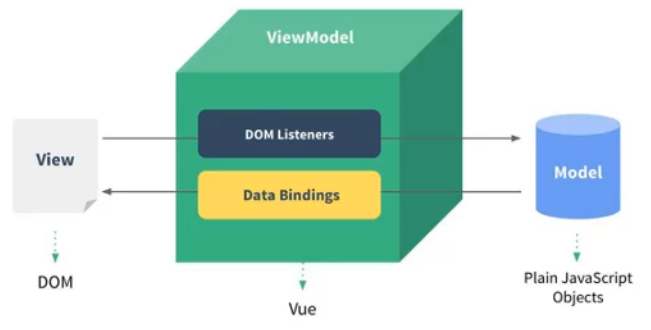 ViewModel
DOM Listeners
View
Model
Data Bindings
DOM
Vue
Plain JavaScript
Objects